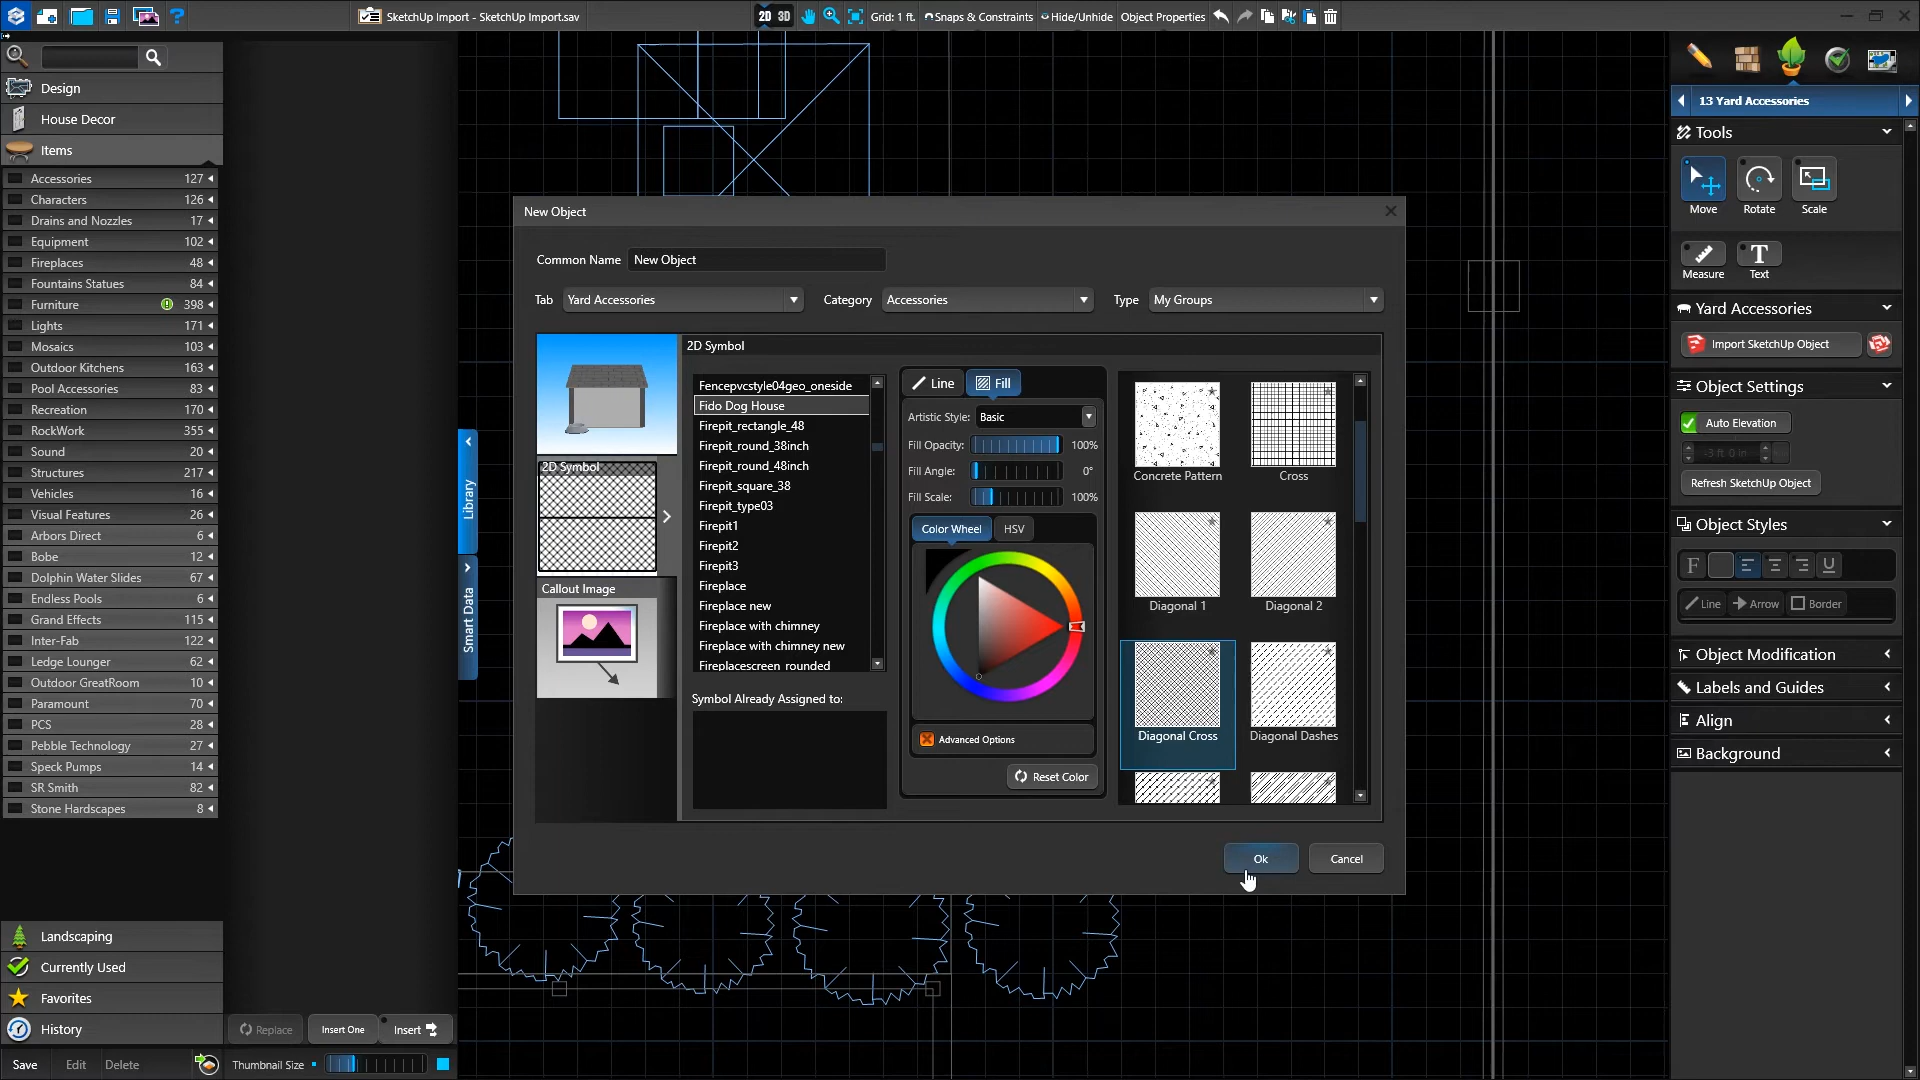 SketchUp Import - SketchUp Import.sav
2D 3D
Grid: 1 ft.
Snaps & Constraints
Hide/Unhide
Object Properties
Design
House Decor
Items
Accessories 127
Characters 126
Drains and Nozzles 17
Equipment 102
Fireplaces 48
Fountains Statues 84
Furniture 398
Lights 171
Mosaics 103
Outdoor Kitchens 163
Pool Accessories 83
Recreation 170
RockWork 355
Sound 20
Structures 217
Vehicles 16
Visual Features 26
Arbors Direct 6
Bobe 12
Dolphin Water Slides 67
Endless Pools 6
Grand Effects 115
Inter-Fab 122
Ledge Lounger 62
Outdoor GreatRoom 10
Paramount 70
PCS 28
Pebble Technology 27
Speck Pumps 14
SR Smith 82
Stone Hardscapes 8
Landscaping
Currently Used
Favorites
History
Save Edit Delete
Replace
Insert One
Insert
Thumbnail Size
Library
Smart Data
New Object
Common Name New Object
Tab Yard Accessories
Category Accessories
Type My Groups
2D Symbol
Callout Image
2D Symbol
Fencepvcstyle04geo_oneside
Fido Dog House
Firepit_rectangle_48
Firepit_round_38inch
Firepit_round_48inch
Firepit_square_38
Firepit_type03
Firepit1
Firepit2
Firepit3
Fireplace
Fireplace new
Fireplace with chimney
Fireplace with chimney new
Fireplacescreen rounded
Symbol Already Assigned to:
Line
Fill
Artistic Style: Basic
Fill Opacity: 100%
Fill Angle: 0°
Fill Scale: 100%
Color Wheel
HSV
Advanced Options
Reset Color
Concrete Pattern
Cross
Diagonal 1
Diagonal 2
Diagonal Cross
Diagonal Dashes
Ok
Cancel
13 Yard Accessories
Tools
Move
Rotate
Scale
Measure
T
Text
Yard Accessories
Import SketchUp Object
Object Settings
Auto Elevation
-3 ft 0 in
Refresh SketchUp Object
Object Styles
F
U
Line
Arrow
Border
Object Modification
Labels and Guides
Align
Background